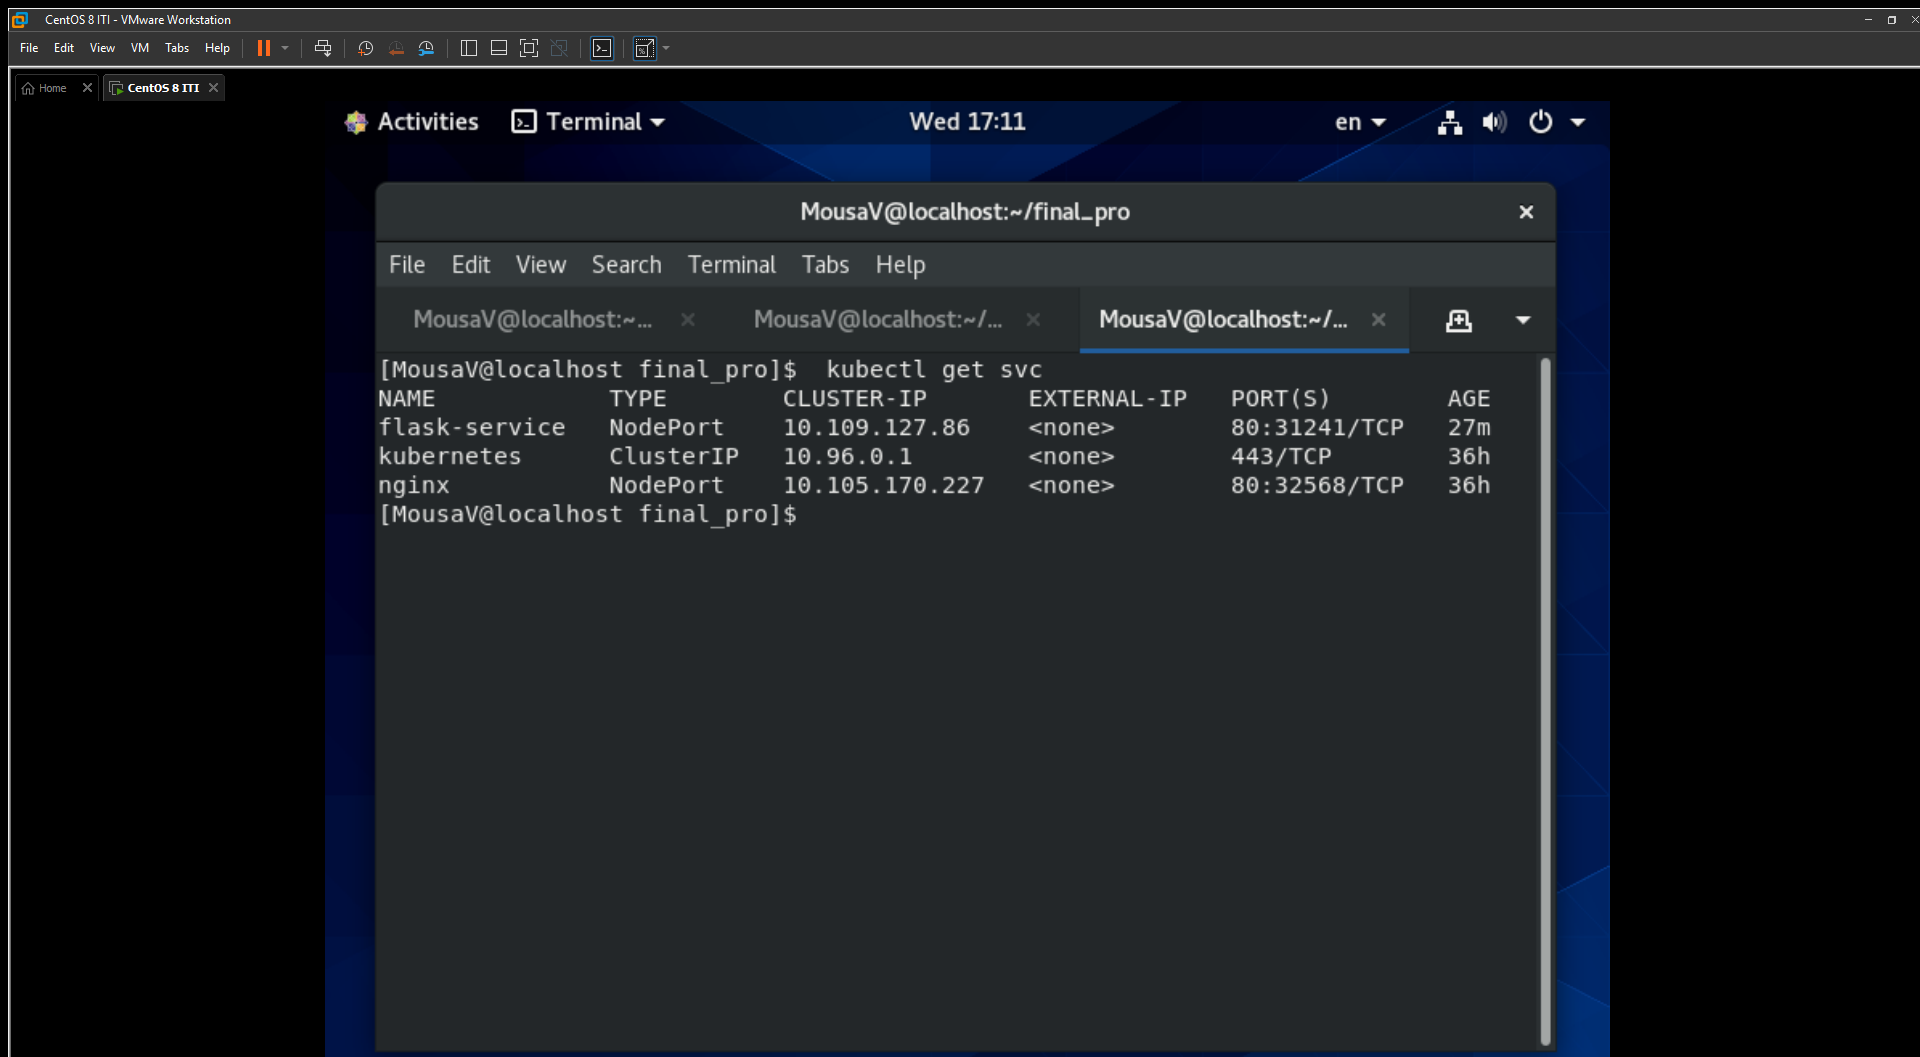 CentOS 8 ITI - VMware Workstation
File Edit View VM Tabs Help
Home CentOS 8 ITI
Activities Terminal Wed 17:11 en
MousaV@localhost:~/final_pro
File Edit View Search Terminal Tabs Help
MousaV@localhost:~... MousaV@localhost:~/... MousaV@localhost:~/...
[MousaV@localhost final_pro]$  kubectl get svc
NAME            TYPE        CLUSTER-IP       EXTERNAL-IP   PORT(S)        AGE
flask-service   NodePort    10.109.127.86    <none>        80:31241/TCP   27m
kubernetes      ClusterIP   10.96.0.1        <none>        443/TCP        36h
nginx           NodePort    10.105.170.227   <none>        80:32568/TCP   36h
[MousaV@localhost final_pro]$